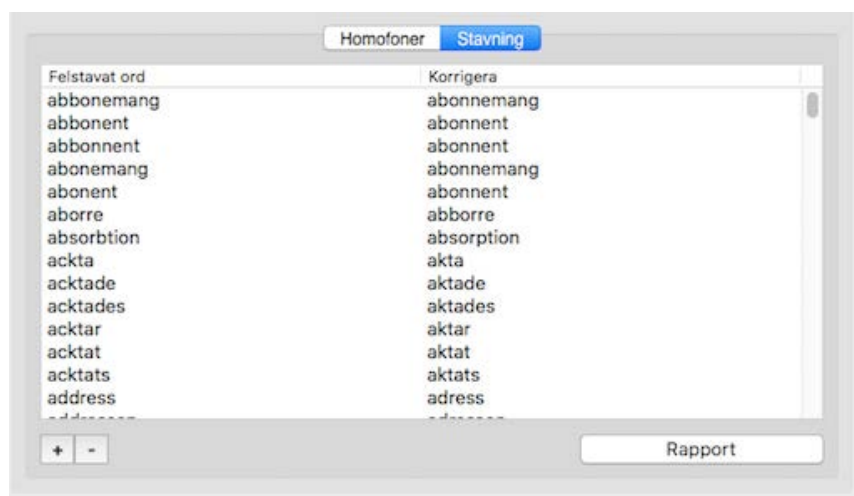 Homofoner Stavning
Felstavat ord Korrigera
abbonemang abonnemang
abbonent abonnent
abbonnent abonnent
abonemang abonnemang
abonent abonnent
aborre abborre
absorbtion absorption
ackta akta
acktade aktade
acktades aktades
acktar aktar
acktat aktat
acktats aktats
address adress
+ - Rapport